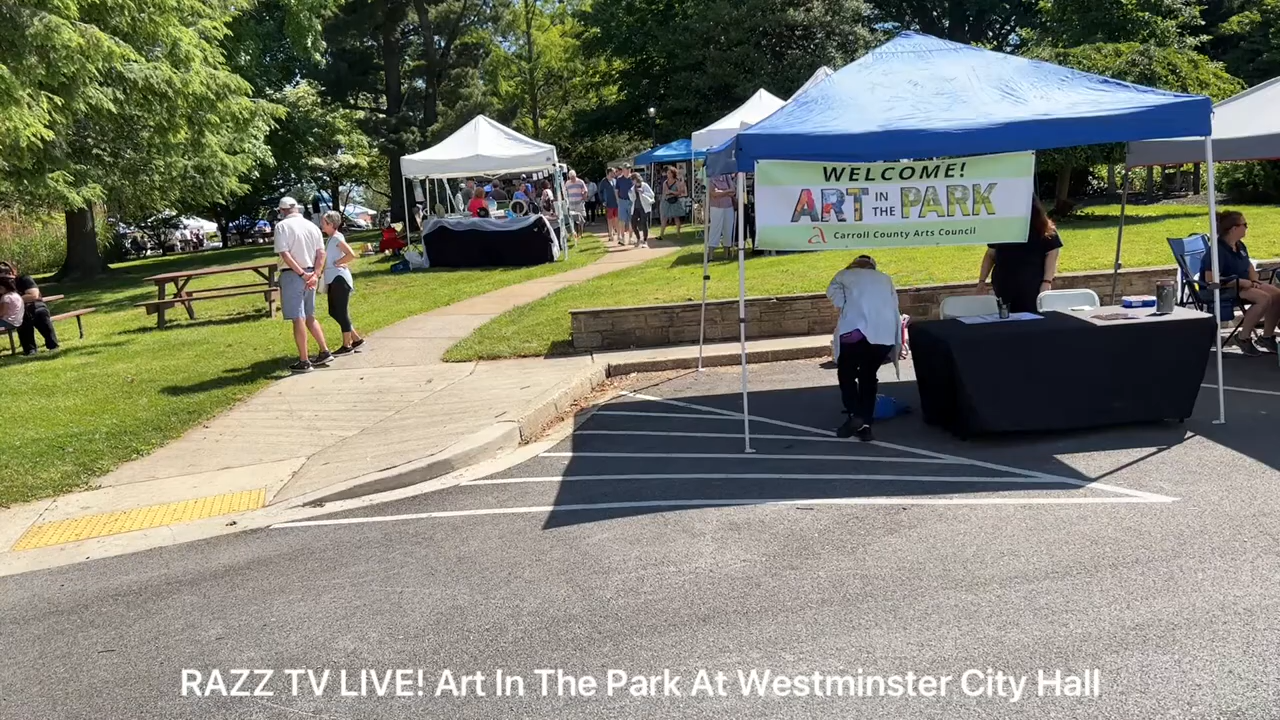 WELCOME!
ART IN THE PARK
Carroll County Arts Council
RAZZ TV LIVE! Art In The Park At Westminster City Hall